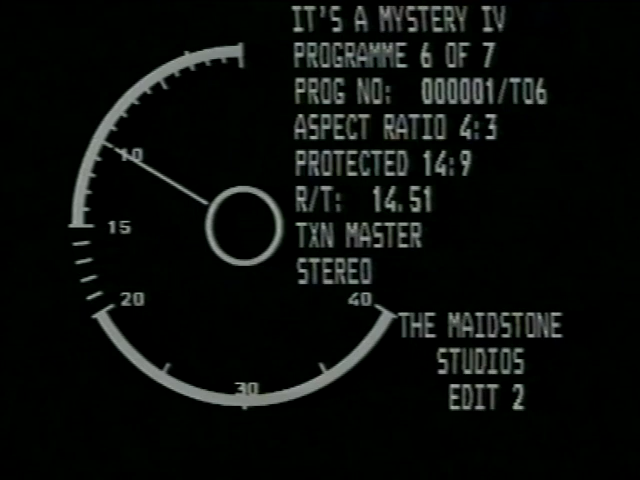 IT'S A MYSTERY IV
PROGRAMME 6 OF 7
PROG NO: 000001/T06
ASPECT RATIO 4:3
PROTECTED 14:9
R/T: 14.51
TXN MASTER
STEREO
THE MAIDSTONE
STUDIOS
EDIT 2
10
15
20
40
30